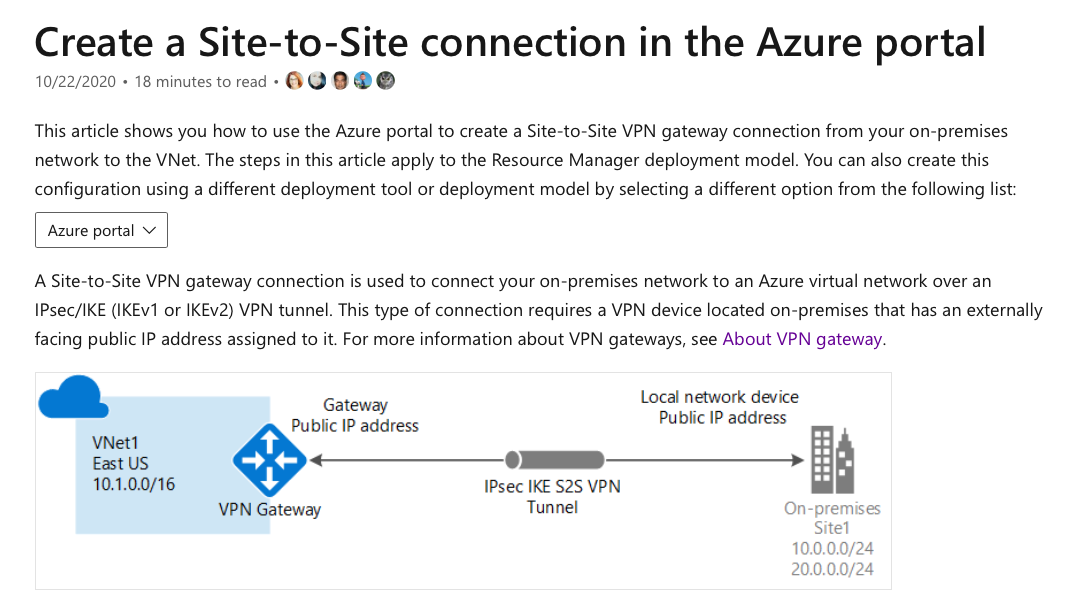 Create a Site-to-Site connection in the Azure portal
10/22/2020 • 18 minutes to read •
This article shows you how to use the Azure portal to create a Site-to-Site VPN gateway connection from your on-premises
network to the VNet. The steps in this article apply to the Resource Manager deployment model. You can also create this
configuration using a different deployment tool or deployment model by selecting a different option from the following list:
Azure portal
A Site-to-Site VPN gateway connection is used to connect your on-premises network to an Azure virtual network over an
IPsec/IKE (IKEv1 or IKEv2) VPN tunnel. This type of connection requires a VPN device located on-premises that has an externally
facing public IP address assigned to it. For more information about VPN gateways, see About VPN gateway.
VNet1
East US
10.1.0.0/16
VPN Gateway
Gateway
Public IP address
IPsec IKE S2S VPN
Tunnel
Local network device
Public IP address
On-premises
Site1
10.0.0.0/24
20.0.0.0/24